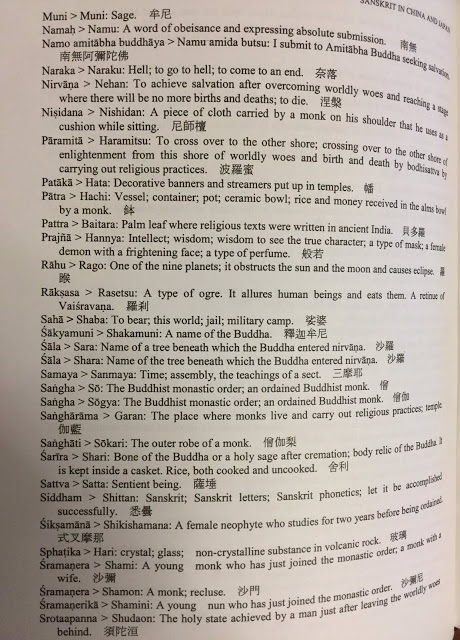 SANSKRIT IN CHINA AND JAPAN
Muni > Muni: Sage. 牟尼
Namaḥ > Namu: A word of obeisance and expressing absolute submission. 南無
Namo amitābha buddhāya > Namu amida butsu: I submit to Amitābha Buddha seeking salvation.
南無阿彌陀佛
Naraka > Naraku: Hell; to go to hell; to come to an end. 奈落
Nirvāṇa > Nehan: To achieve salvation after overcoming worldly woes and reaching a stage
where there will be no more births and deaths; to die. 涅槃
Niṣidana > Nishidan: A piece of cloth carried by a monk on his shoulder that he uses as a
cushion while sitting. 尼師檀
Pāramitā > Haramitsu: To cross over to the other shore; crossing over to the other shore of
enlightenment from this shore of worldly woes and birth and death by bodhisattva by
carrying out religious practices. 波羅蜜
Patākā > Hata: Decorative banners and streamers put up in temples. 幡
Pātra > Hachi: Vessel; container; pot; ceramic bowl; rice and money received in the alms bowl
by a monk. 鉢
Pattra > Baitara: Palm leaf where religious texts were written in ancient India. 貝多羅
Prajñā > Hannya: Intellect; wisdom; wisdom to see the true character; a type of mask; a female
demon with a frightening face; a type of perfume. 般若
Rāhu > Rago: One of the nine planets; it obstructs the sun and the moon and causes eclipse. 羅
睺
Rākṣasa > Rasetsu: A type of ogre. It allures human beings and eats them. A retinue of
Vaiśravaṇa. 羅刹
Sahā > Shaba: To bear; this world; jail; military camp. 娑婆
Śākyamuni > Shakamuni: A name of the Buddha. 釋迦牟尼
Śāla > Sara: Name of a tree beneath which the Buddha entered nirvāṇa. 沙羅
Śāla > Shara: Name of the tree beneath which the Buddha entered nirvāṇa. 沙羅
Samaya > Sanmaya: Time; assembly, the teachings of a sect. 三摩耶
Saṅgha > Sō: The Buddhist monastic order; an ordained Buddhist monk. 僧
Saṅgha > Sōgya: The Buddhist monastic order; an ordained Buddhist monk. 僧伽
Saṅghārāma > Garan: The place where monks live and carry out religious practices; temple
伽藍
Saṅghāti > Sōkari: The outer robe of a monk. 僧伽梨
Śarīra > Shari: Bone of the Buddha or a holy sage after cremation; body relic of the Buddha. It
is kept inside a casket. Rice, both cooked and uncooked. 舍利
Sattva > Satta: Sentient being. 薩埵
Siddham > Shittan: Sanskrit; Sanskrit letters; Sanskrit phonetics; let it be accomplished
successfully. 悉曇
Śikṣamānā > Shikishamana: A female neophyte who studies for two years before being ordained.
式叉摩那
Sphaṭika > Hari: crystal; glass; non-crystalline substance in volcanic rock. 玻璃
Śramaṇera > Shami: A young monk who has just joined the monastic order; a monk with a
wife. 沙彌
Śramaṇera > Shamon: A monk; recluse. 沙門
Śramaṇerikā > Shamini: A young nun who has just joined the monastic order. 沙彌尼
Srotaapanna > Shudaon: The holy state achieved by a man just after leaving the worldly woes
behind. 須陀洹